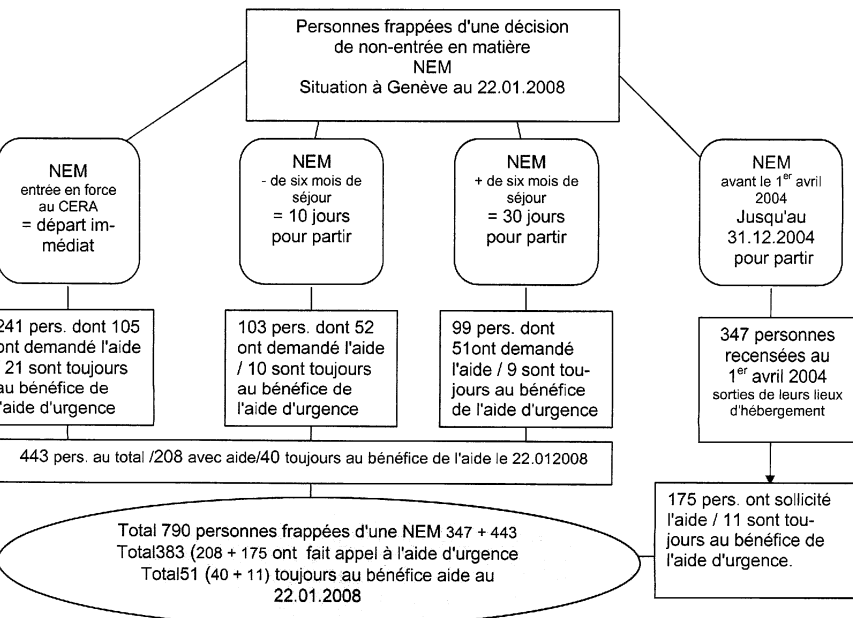 Personnes frappées d'une décision
de non-entrée en matière
NEM
Situation à Genève au 22.01.2008
NEM
entrée en force
au CERA
= départ im-
médiat
NEM
- de six mois de
séjour
= 10 jours
pour partir
NEM
+ de six mois de
séjour
= 30 jours
pour partir
NEM
avant le 1er avril
2004
Jusqu'au
31.12.2004
pour partir
241 pers. dont 105
ont demandé l'aide
/ 21 sont toujours
au bénéfice de
l'aide d'urgence
103 pers. dont 52
ont demandé l'aide
/ 10 sont toujours
au bénéfice de
l'aide d'urgence
99 pers. dont
51ont demandé
l'aide / 9 sont tou-
jours au bénéfice
de l'aide d'urgence
347 personnes
recensées au
1er avril 2004
sorties de leurs lieux
d'hébergement
443 pers. au total /208 avec aide/40 toujours au bénéfice de l'aide le 22.012008
175 pers. ont sollicité
l'aide / 11 sont tou-
jours au bénéfice de
l'aide d'urgence.
Total 790 personnes frappées d'une NEM 347 + 443
Total383 (208 + 175 ont fait appel à l'aide d'urgence
Total51 (40 + 11) toujours au bénéfice aide au
22.01.2008